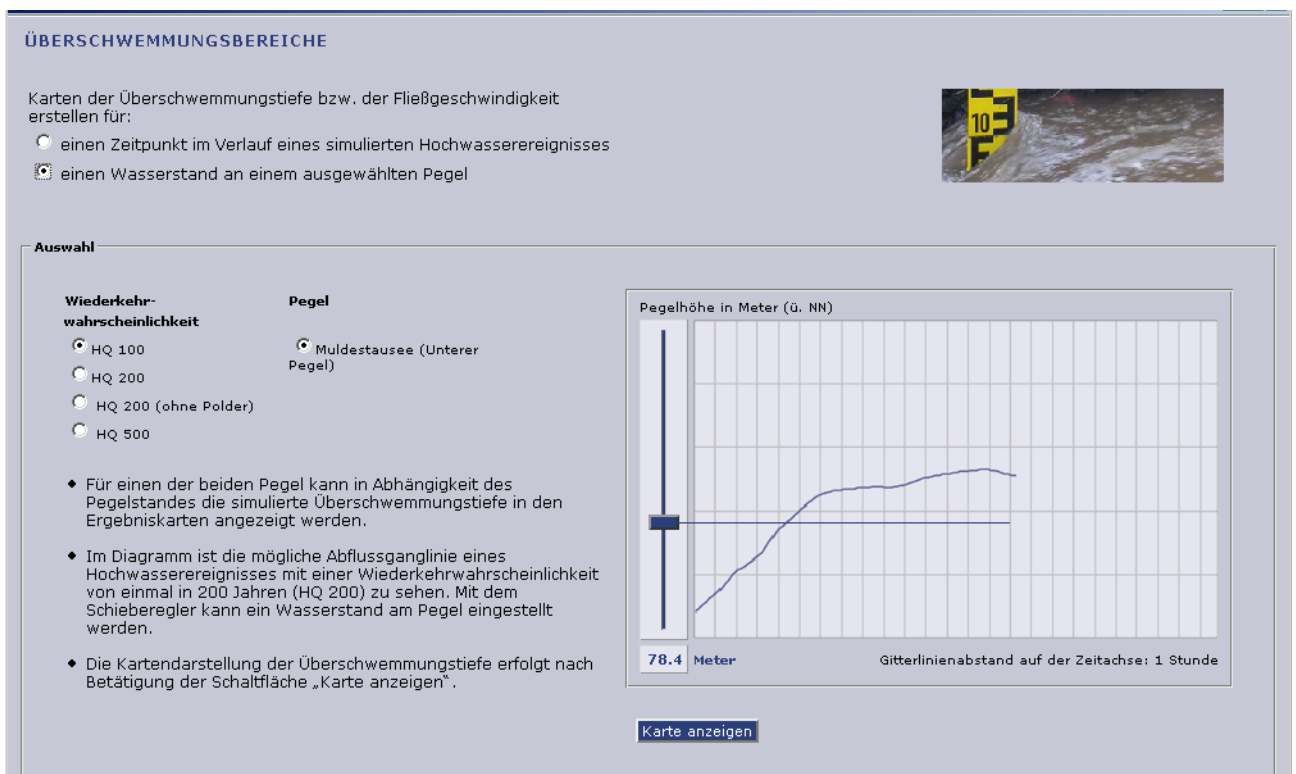 ÜBERSCHWEMMUNGSBEREICHE
Karten der Überschwemmungstiefe bzw. der Fließgeschwindigkeit
erstellen für:
einen Zeitpunkt im Verlauf eines simulierten Hochwasserereignisses
einen Wasserstand an einem ausgewählten Pegel
10
Auswahl
Wiederkehr-
wahrscheinlichkeit
HQ 100
HQ 200
HQ 200 (ohne Polder)
HQ 500
Pegel
Muldestausee (Unterer
Pegel)
Für einen der beiden Pegel kann in Abhängigkeit des
Pegelstandes die simulierte Überschwemmungstiefe in den
Ergebniskarten angezeigt werden.
Im Diagramm ist die mögliche Abflussganglinie eines
Hochwasserereignisses mit einer Wiederkehrwahrscheinlichkeit
von einmal in 200 Jahren (HQ 200) zu sehen. Mit dem
Schieberegler kann ein Wasserstand am Pegel eingestellt
werden.
Die Kartendarstellung der Überschwemmungstiefe erfolgt nach
Betätigung der Schaltfläche „Karte anzeigen“.
Pegelhöhe in Meter (ü. NN)
78.4 Meter
Gitterlinienabstand auf der Zeitachse: 1 Stunde
Karte anzeigen